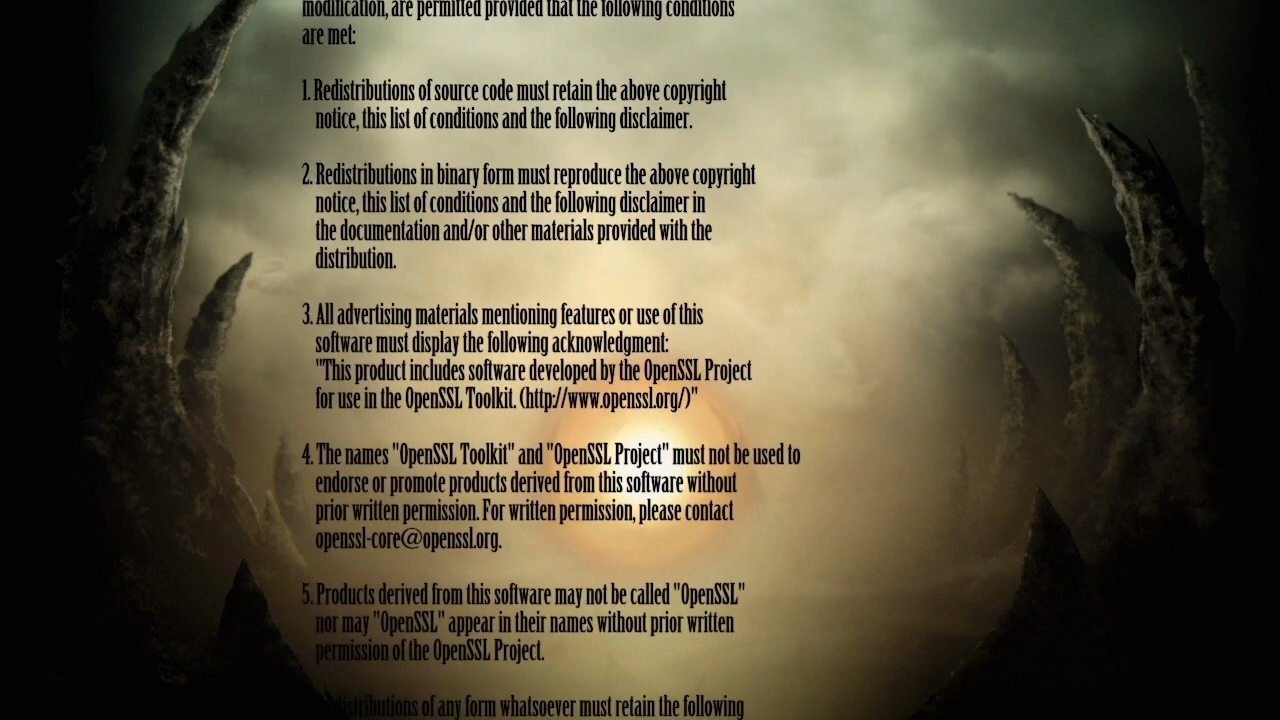 modification, are permitted provided that the following conditions
are met:
1. Redistributions of source code must retain the above copyright
notice, this list of conditions and the following disclaimer.
2. Redistributions in binary form must reproduce the above copyright
notice, this list of conditions and the following disclaimer in
the documentation and/or other materials provided with the
distribution.
3. All advertising materials mentioning features or use of this
software must display the following acknowledgment:
"This product includes software developed by the OpenSSL Project
for use in the OpenSSL Toolkit. (http://www.openssl.org/)"
4. The names "OpenSSL Toolkit" and "OpenSSL Project" must not be used to
endorse or promote products derived from this software without
prior written permission. For written permission, please contact
openssl-core@openssl.org.
5. Products derived from this software may not be called "OpenSSL"
nor may "OpenSSL" appear in their names without prior written
permission of the OpenSSL Project.
of any form whatsoever must retain the following